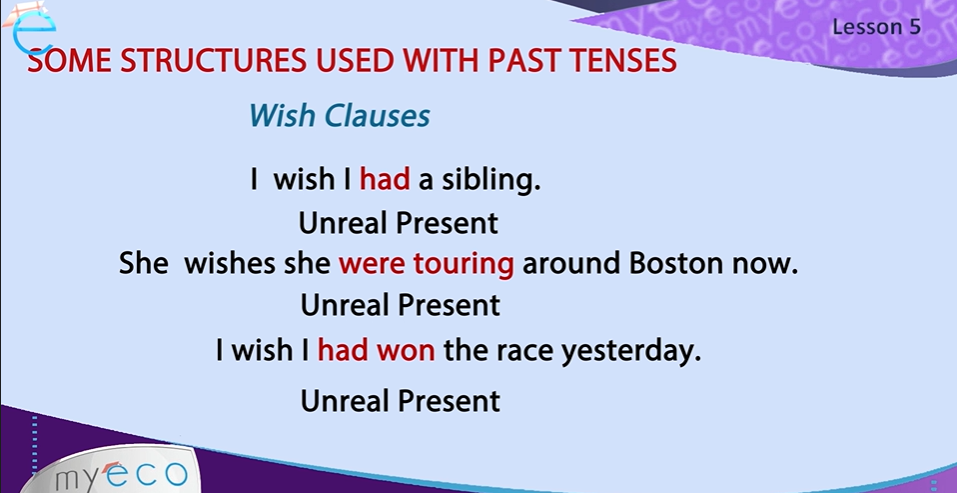 Lesson 5
SOME STRUCTURES USED WITH PAST TENSES
Wish Clauses
I wish I had a sibling.
Unreal Present
She wishes she were touring around Boston now.
Unreal Present
I wish I had won the race yesterday.
Unreal Present
myeco